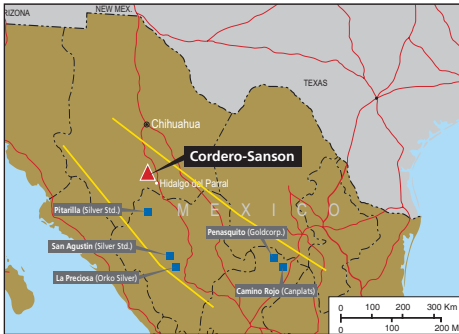 ARIZONA
NEW MEX.
TEXAS
Chihuahua
Cordero-Sanson
Hidalgo del Parral
Pitarilla (Silver Std.)
M E X I C O
Penasquito (Goldcorp.)
San Agustin (Silver Std.)
La Preciosa (Orko Silver)
Camino Rojo (Canplats)
0 100 200 300 Km
0 100 200 M